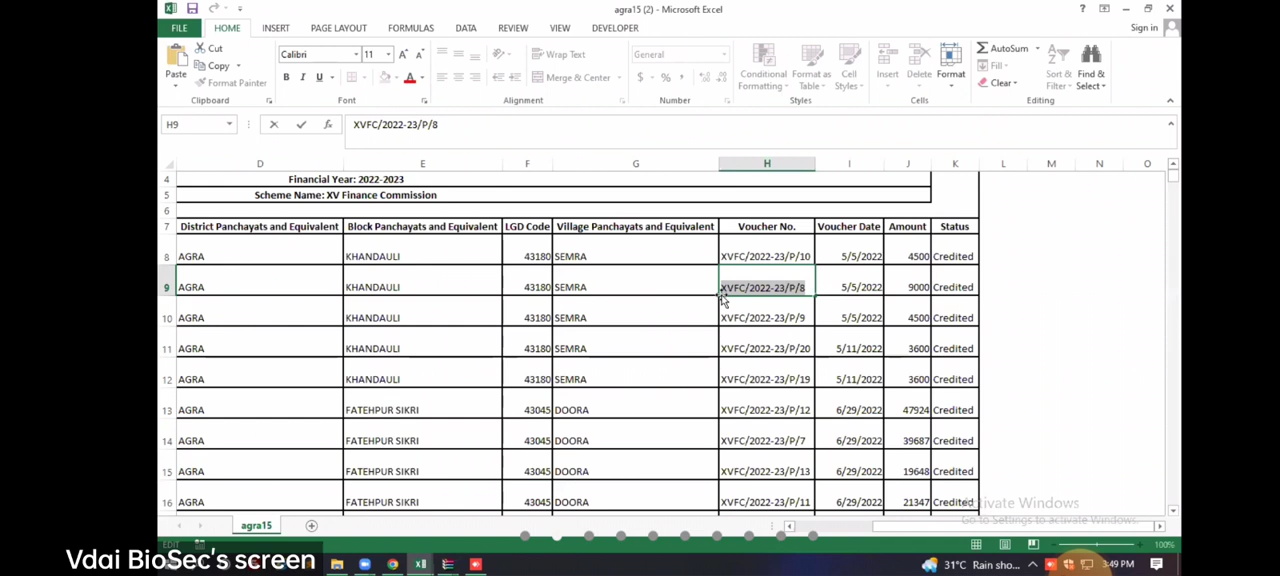 agra15 (2) - Microsoft Excel
Sign in
FILE HOME INSERT PAGE LAYOUT FORMULAS DATA REVIEW VIEW DEVELOPER
Paste
Cut
Copy
Format Painter
Clipboard
Calibri 11
B I U
Font
Wrap Text
Merge & Center
Alignment
General
$ % ,
Number
Conditional Formatting
Format as Table
Cell Styles
Styles
Insert
Delete
Format
Cells
AutoSum
Fill
Clear
Sort & Filter
Find & Select
Editing
H9 fx XVFC/2022-23/P/8
D E F G H I J K L M N O
4 Financial Year: 2022-2023
5 Scheme Name: XV Finance Commission
6
7 District Panchayats and Equivalent Block Panchayats and Equivalent LGD Code Village Panchayats and Equivalent Voucher No. Voucher Date Amount Status
8 AGRA KHANDAULI 43180 SEMRA XVFC/2022-23/P/10 5/5/2022 4500 Credited
9 AGRA KHANDAULI 43180 SEMRA XVFC/2022-23/P/8 5/5/2022 9000 Credited
10 AGRA KHANDAULI 43180 SEMRA XVFC/2022-23/P/9 5/5/2022 4500 Credited
11 AGRA KHANDAULI 43180 SEMRA XVFC/2022-23/P/20 5/11/2022 3600 Credited
12 AGRA KHANDAULI 43180 SEMRA XVFC/2022-23/P/19 5/11/2022 3600 Credited
13 AGRA FATEHPUR SIKRI 43045 DOORA XVFC/2022-23/P/12 6/29/2022 47924 Credited
14 AGRA FATEHPUR SIKRI 43045 DOORA XVFC/2022-23/P/7 6/29/2022 39687 Credited
15 AGRA FATEHPUR SIKRI 43045 DOORA XVFC/2022-23/P/13 6/29/2022 19648 Credited
16 AGRA FATEHPUR SIKRI 43045 DOORA XVFC/2022-23/P/11 6/29/2022 21347 Credited
Activate Windows
Go to Settings to activate Windows.
agra15
EDIT
100%
Vdai BioSec's screen
31°C Rain sho... 3:49 PM